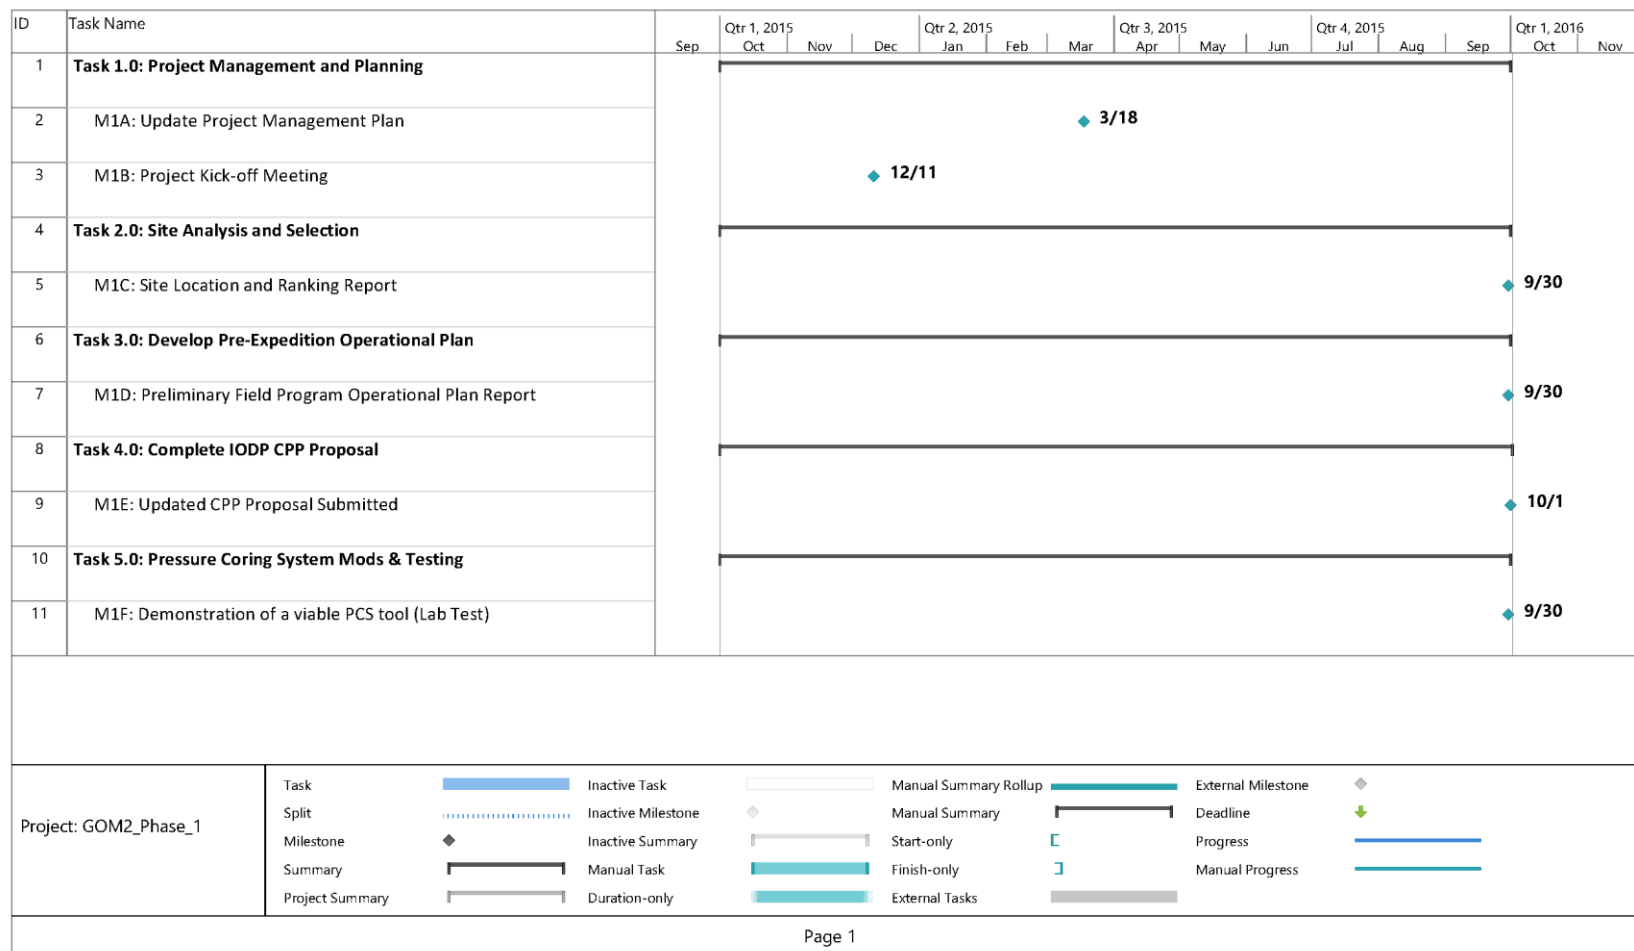 ID Task Name
Qtr 1, 2015 Qtr 2, 2015 Qtr 3, 2015 Qtr 4, 2015 Qtr 1, 2016
Sep Oct Nov Dec Jan Feb Mar Apr May Jun Jul Aug Sep Oct Nov
1 Task 1.0: Project Management and Planning
2 M1A: Update Project Management Plan 3/18
3 M1B: Project Kick-off Meeting 12/11
4 Task 2.0: Site Analysis and Selection
5 M1C: Site Location and Ranking Report 9/30
6 Task 3.0: Develop Pre-Expedition Operational Plan
7 M1D: Preliminary Field Program Operational Plan Report 9/30
8 Task 4.0: Complete IODP CPP Proposal
9 M1E: Updated CPP Proposal Submitted 10/1
10 Task 5.0: Pressure Coring System Mods & Testing
11 M1F: Demonstration of a viable PCS tool (Lab Test) 9/30
Project: GOM2_Phase_1
Task Inactive Task Manual Summary Rollup External Milestone
Split Inactive Milestone Manual Summary Deadline
Milestone Inactive Summary Start-only Progress
Summary Manual Task Finish-only Manual Progress
Project Summary Duration-only External Tasks
Page 1